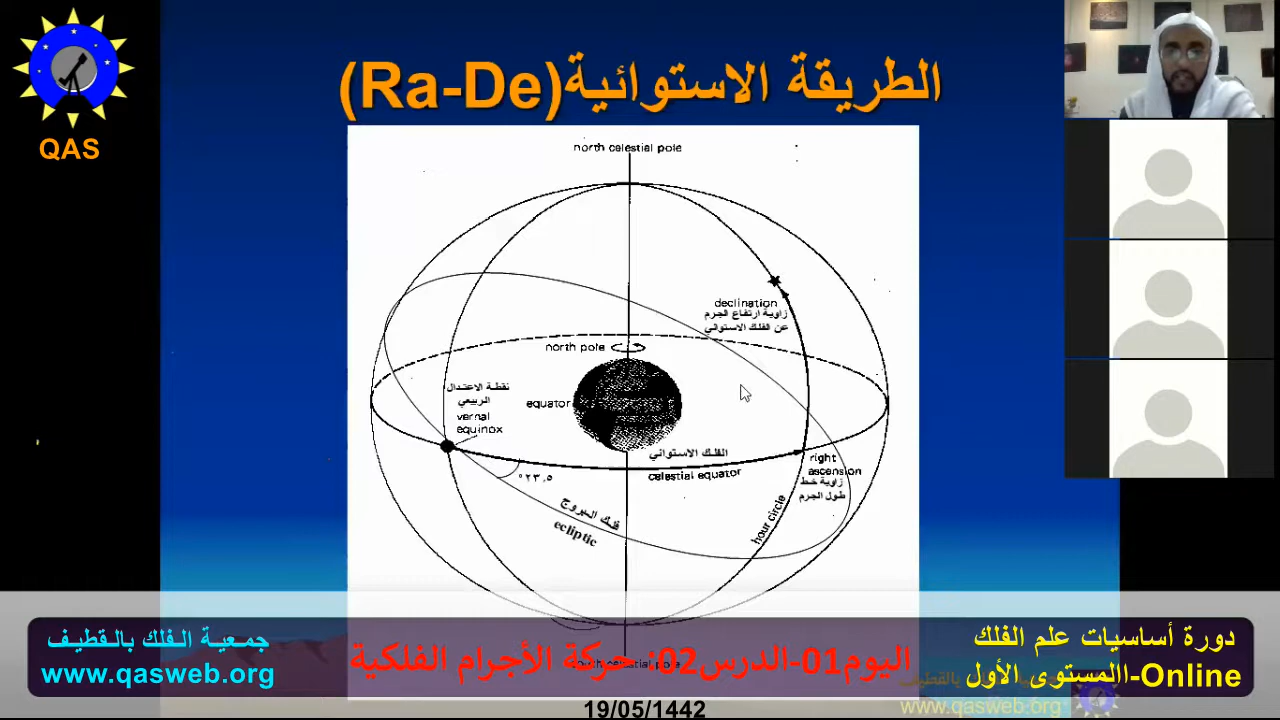 QAS
الطريقة الاستوائية(Ra-De)
north celestial pole
declination
زاوية ارتفاع الجرم
عن الفلك الاستوائي
north pole
نقطة الاعتدال
الربيعي
vernal
equinox
equator
الفلك الاستوائي
celestial equator
right
ascension
زاوية خط
طول الجرم
°٢٣,٥
فلك البروج
ecliptic
hour circle
جمعية الفلك بالقطيف
www.qasweb.org
اليوم01-الدرس02: حركة الأجرام الفلكية
دورة أساسيات علم الفلك
Online-االمستوى الأول
www.qasweb.org
19/05/1442